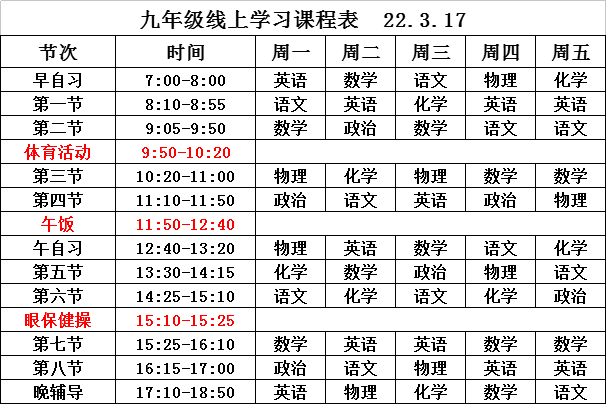 九年级线上学习课程表 22.3.17
节次 时间 周一 周二 周三 周四 周五
早自习 7:00-8:00 英语 数学 语文 物理 化学
第一节 8:10-8:55 语文 英语 化学 英语 英语
第二节 9:05-9:50 数学 政治 数学 语文 语文
体育活动 9:50-10:20
第三节 10:20-11:00 物理 化学 物理 数学 数学
第四节 11:10-11:50 政治 语文 英语 政治 物理
午饭 11:50-12:40
午自习 12:40-13:20 物理 英语 数学 语文 化学
第五节 13:30-14:15 化学 数学 政治 物理 语文
第六节 14:25-15:10 语文 化学 语文 化学 政治
眼保健操 15:10-15:25
第七节 15:25-16:10 数学 英语 英语 数学 数学
第八节 16:15-17:00 政治 语文 物理 英语 英语
晚辅导 17:10-18:50 英语 物理 化学 数学 语文